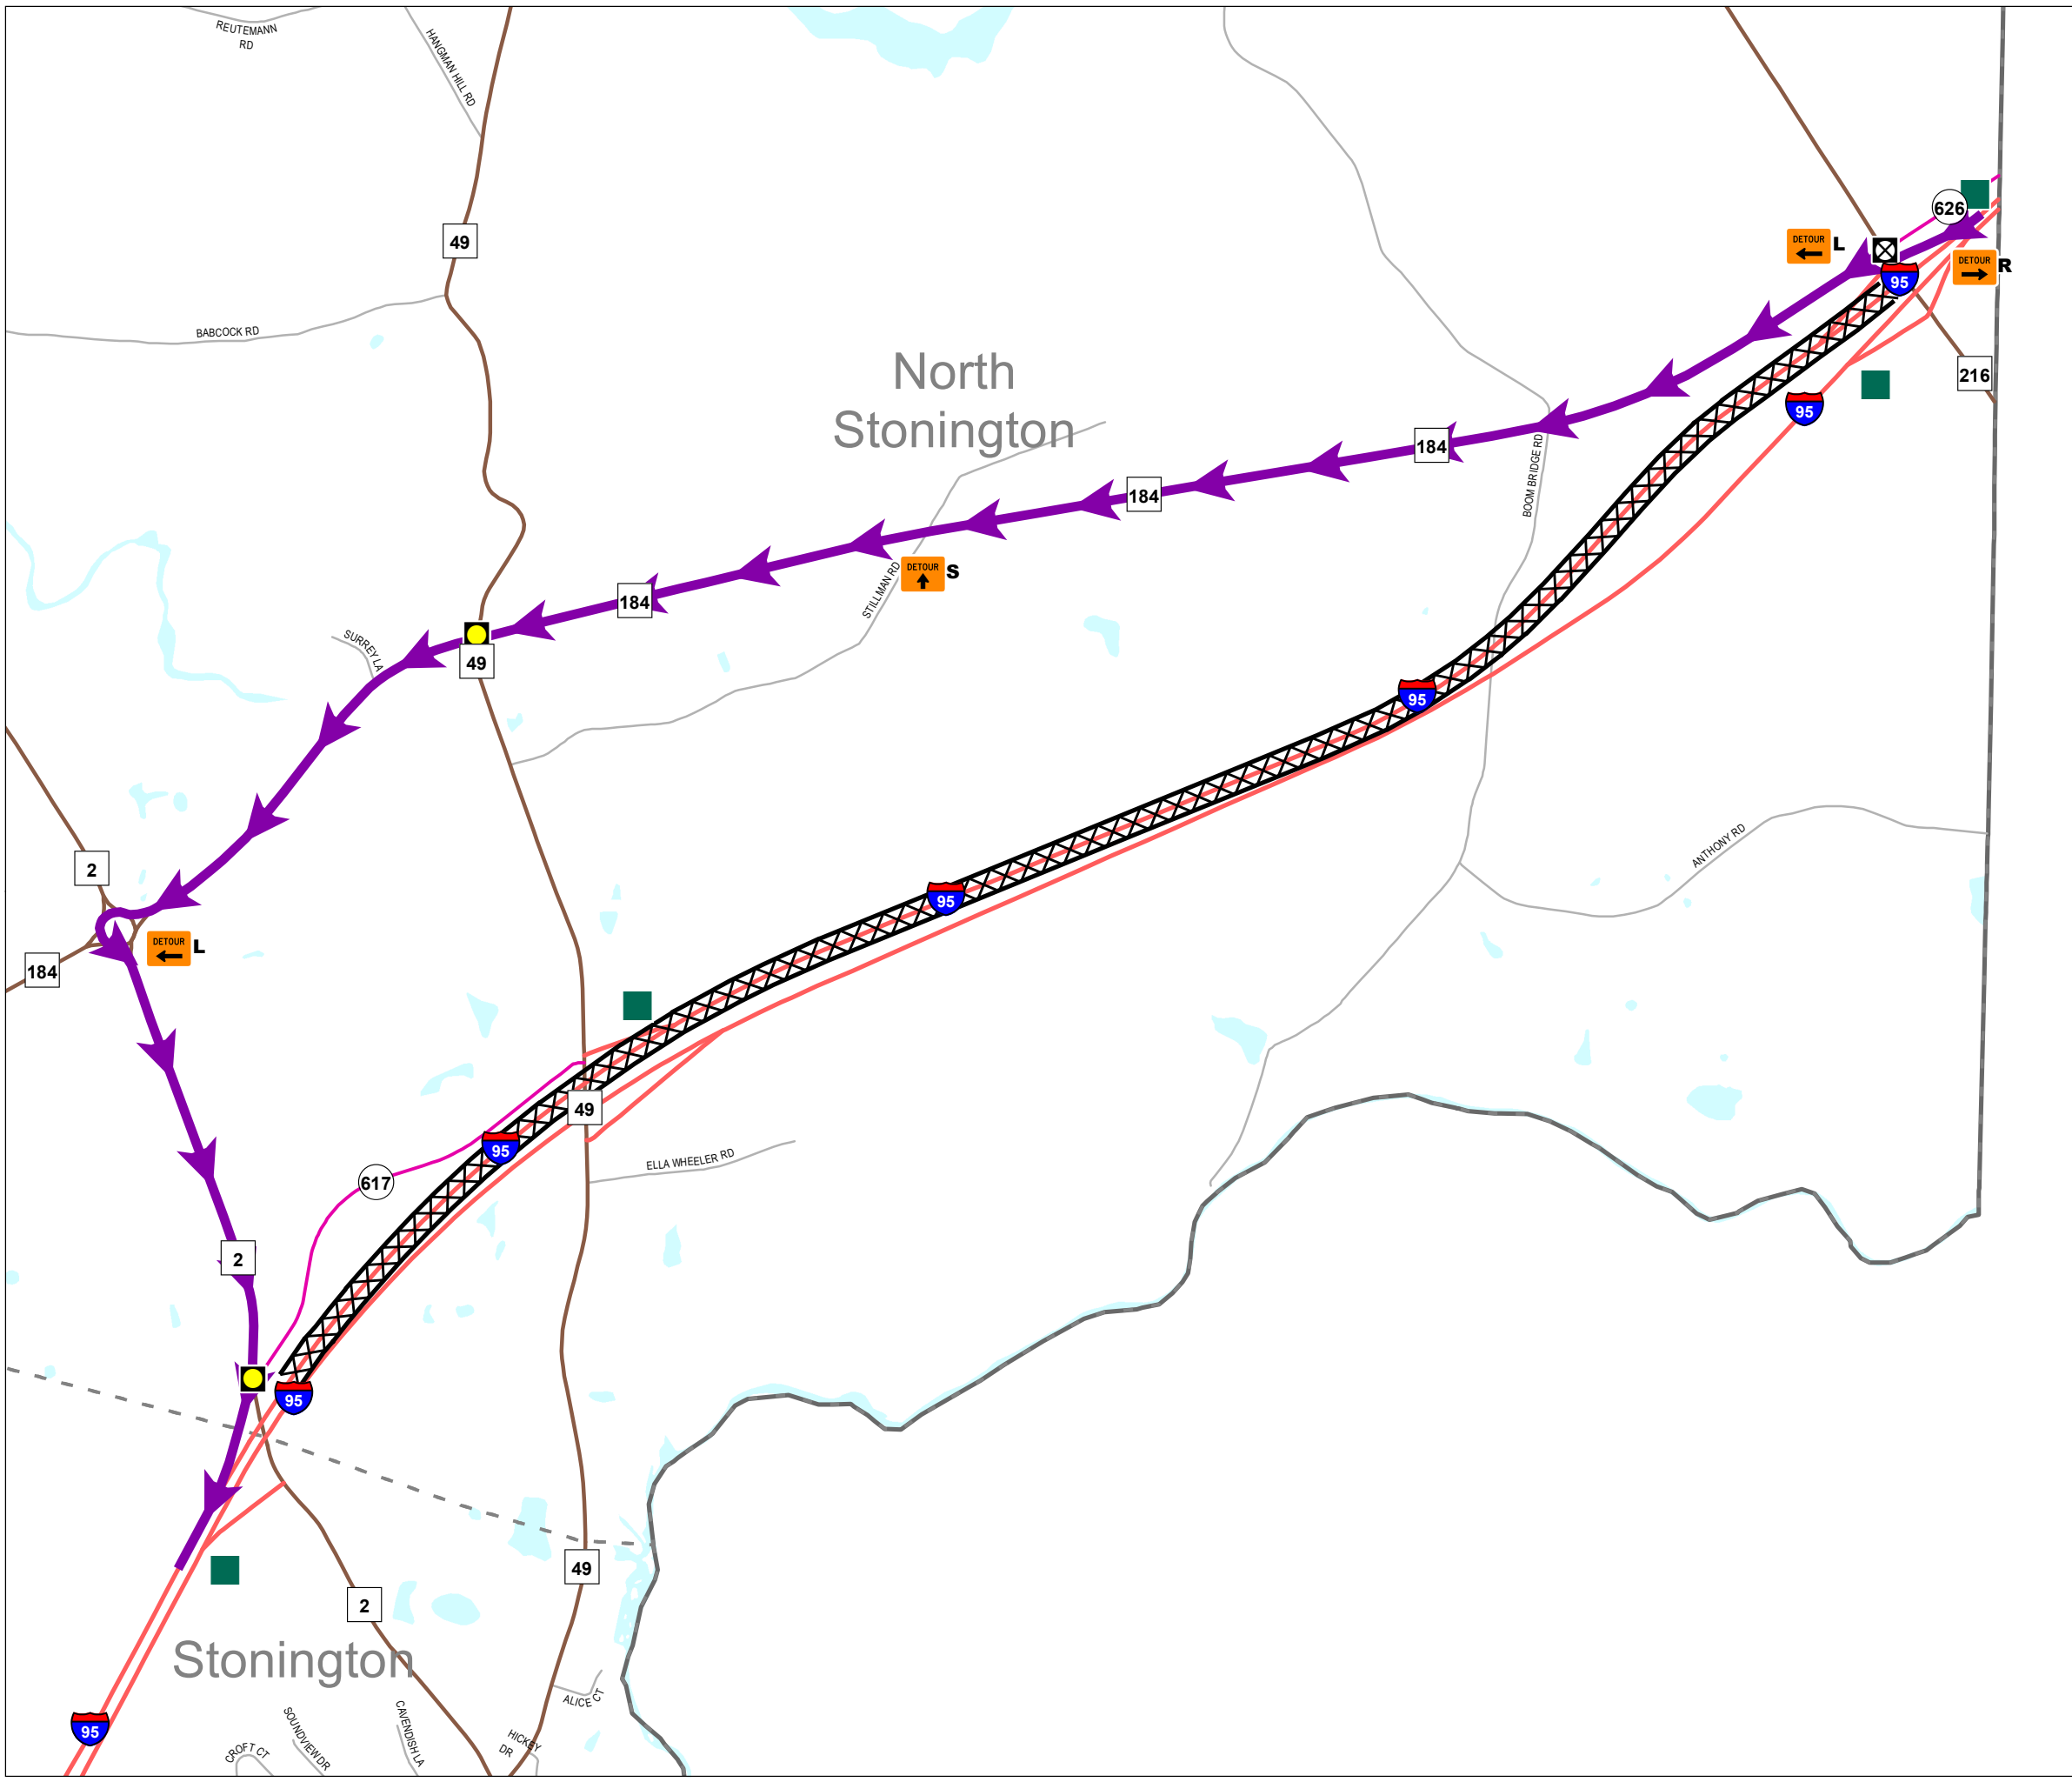 REUTEMANN
RD
HANGMAN HILL RD
49
BABCOCK RD
North
Stonington
626
DETOUR
L
DETOUR
R
95
216
95
184
BOOM BRIDGE RD
184
STILLMAN RD
DETOUR
S
184
49
SURREY LA
95
ANTHONY RD
2
95
DETOUR
L
184
49
95
ELLA WHEELER RD
617
2
95
49
2
Stonington
95
ALICE CT
SOUNDVIEW DR
CAVENDISH LA
CROFT CT
HICKEY
DR